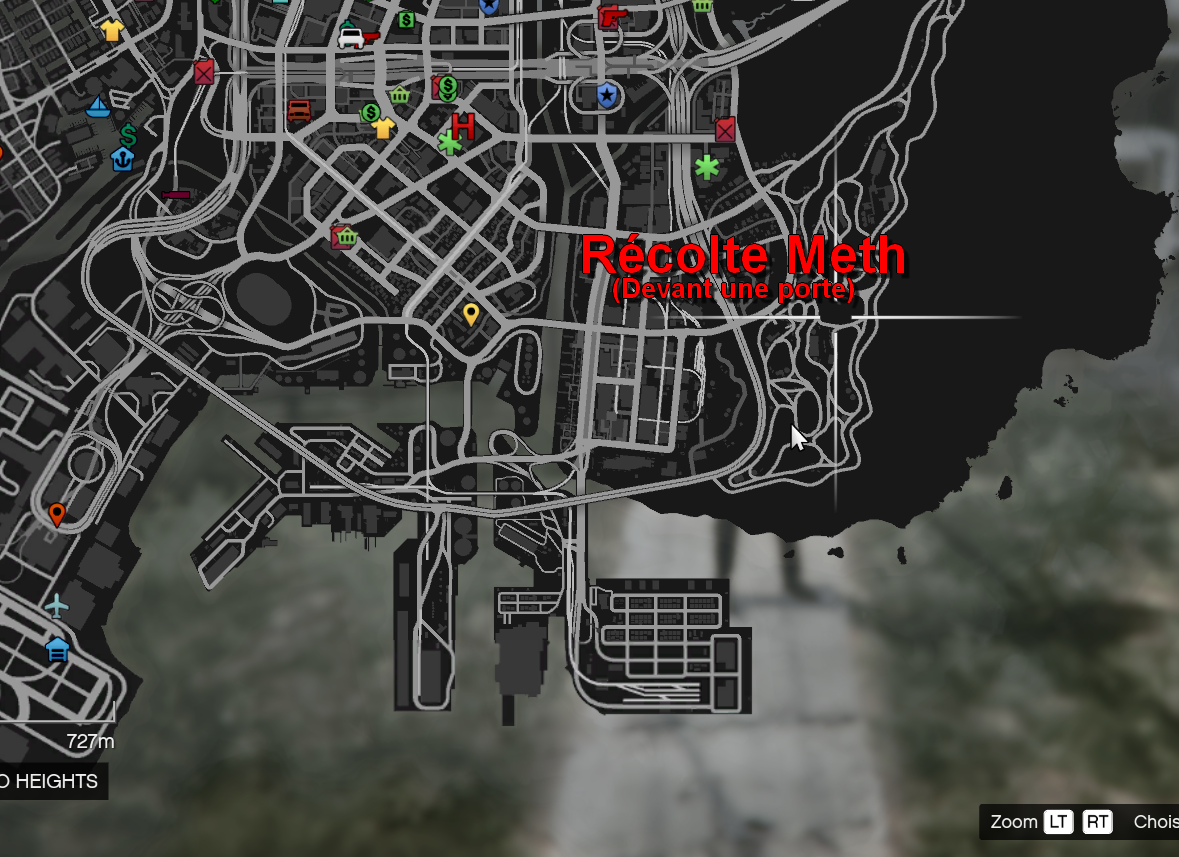 H
Récolte Meth
(Devant une porte)
727m
O HEIGHTS
Zoom LT RT Chois